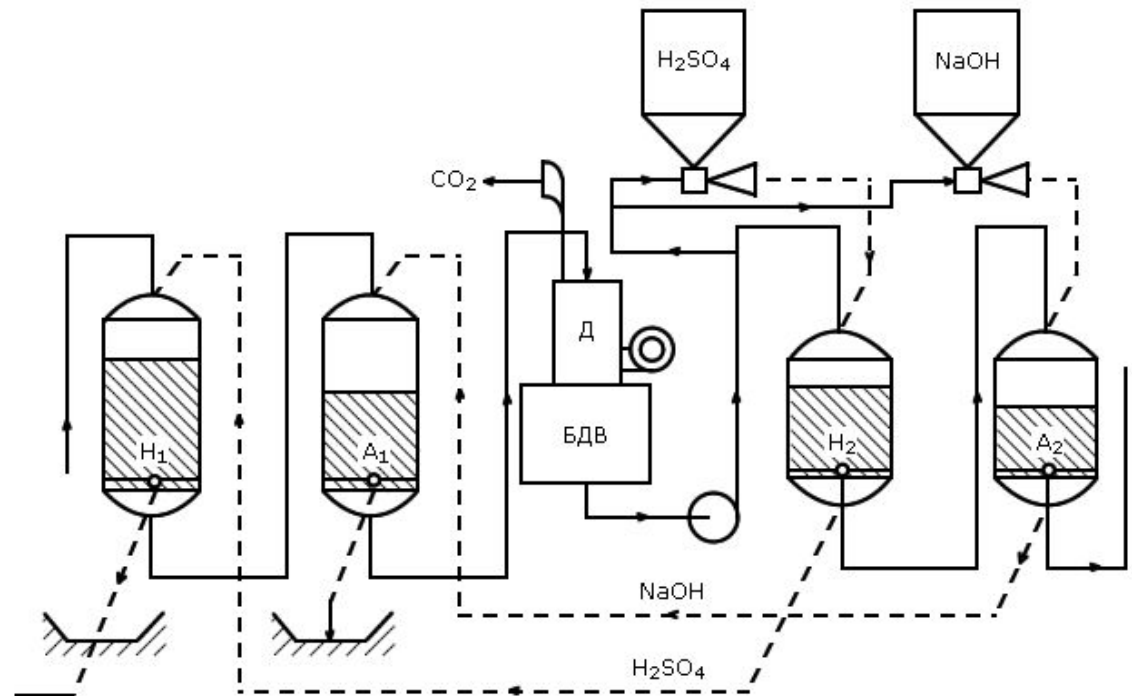 H₂SO₄
NaOH
CO₂
Д
БДВ
H₁
A₁
H₂
A₂
NaOH
H₂SO₄